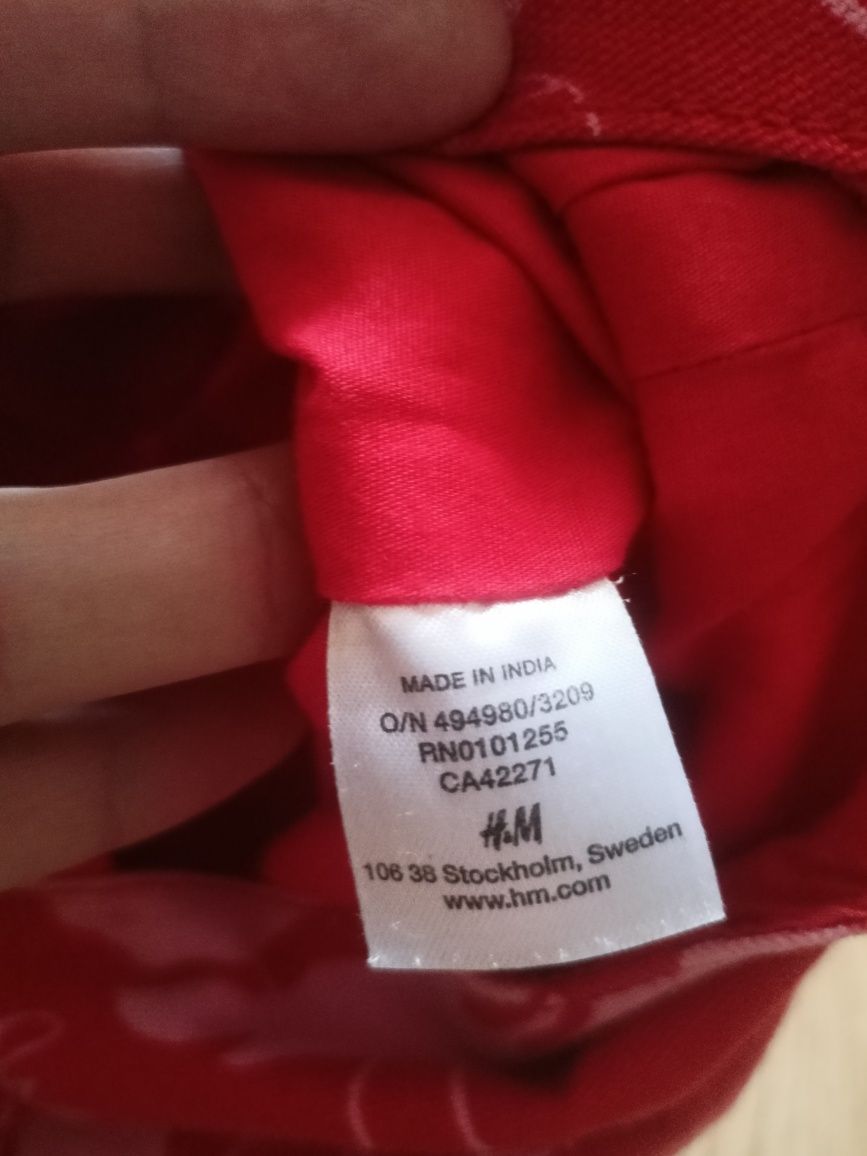 MADE IN INDIA
O/N 494980/3209
RN0101255
CA42271
H&M
106 38 Stockholm, Sweden
www.hm.com